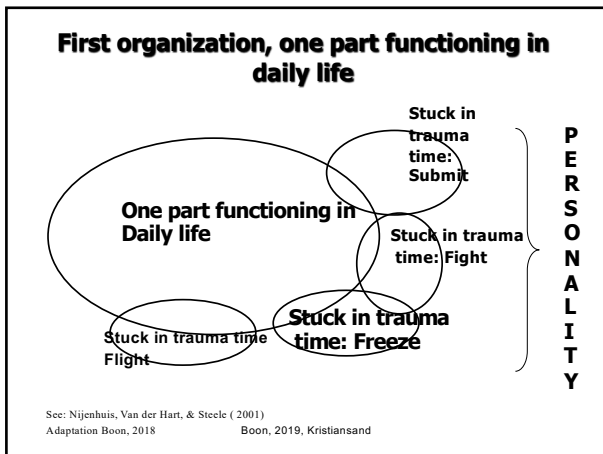 First organization, one part functioning in
daily life
Stuck in
trauma
time:
Submit
One part functioning in
Daily life
Stuck in trauma
time: Fight
Stuck in trauma
time: Freeze
Stuck in trauma time
Flight
P
E
R
S
O
N
A
L
I
T
Y
See: Nijenhuis, Van der Hart, & Steele ( 2001)
Adaptation Boon, 2018
Boon, 2019, Kristiansand